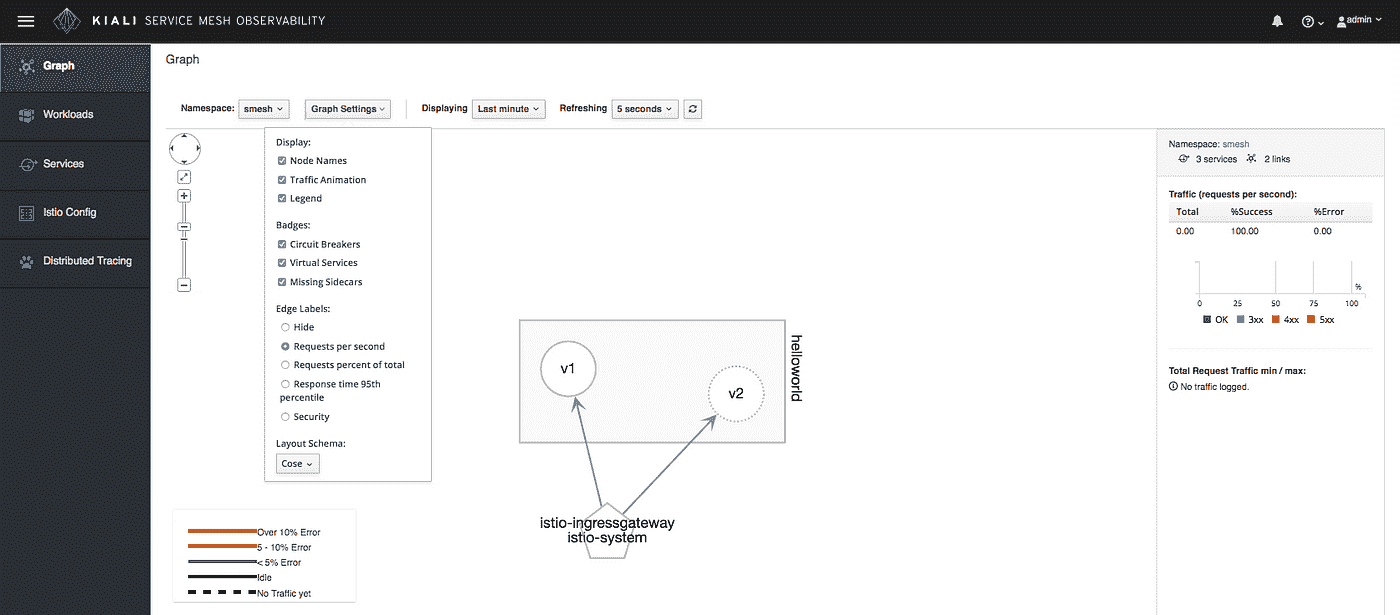 KIALI SERVICE MESH OBSERVABILITY
admin
Graph
Workloads
Services
Istio Config
Distributed Tracing
Graph
Namespace: smesh Graph Settings Displaying Last minute Refreshing 5 seconds
Display:
Node Names
Traffic Animation
Legend
Badges:
Circuit Breakers
Virtual Services
Missing Sidecars
Edge Labels:
Hide
Requests per second
Requests percent of total
Response time 95th
percentile
Security
Layout Schema:
Cose
v1
v2
helloworld
istio-ingressgateway
istio-system
Over 10% Error
5 - 10% Error
< 5% Error
Idle
No Traffic yet
Namespace: smesh
3 services 2 links
Traffic (requests per second):
Total %Success %Error
0.00 100.00 0.00
%
0 25 50 75 100
OK 3xx 4xx 5xx
Total Request Traffic min / max:
No traffic logged.